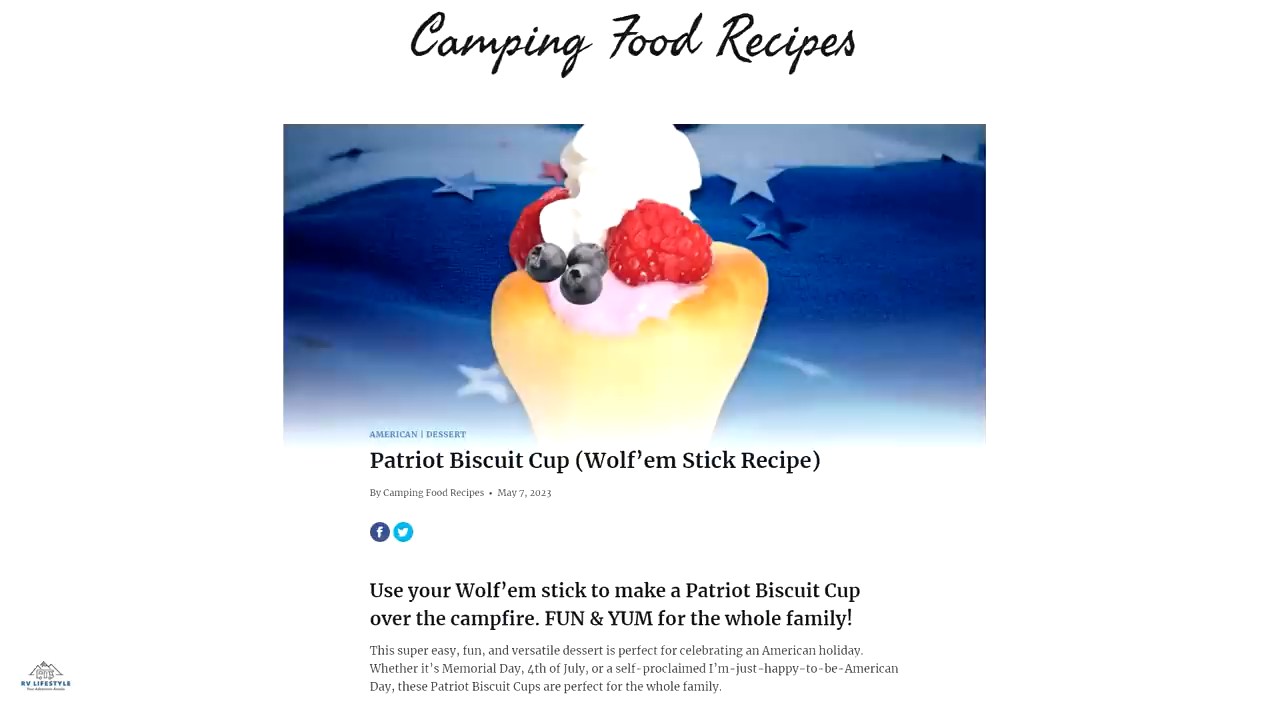 Camping Food Recipes
AMERICAN | DESSERT
Patriot Biscuit Cup (Wolf’em Stick Recipe)
By Camping Food Recipes • May 7, 2023
Use your Wolf’em stick to make a Patriot Biscuit Cup
over the campfire. FUN & YUM for the whole family!
This super easy, fun, and versatile dessert is perfect for celebrating an American holiday.
Whether it’s Memorial Day, 4th of July, or a self-proclaimed I’m-just-happy-to-be-American
Day, these Patriot Biscuit Cups are perfect for the whole family.
RV LIFESTYLE